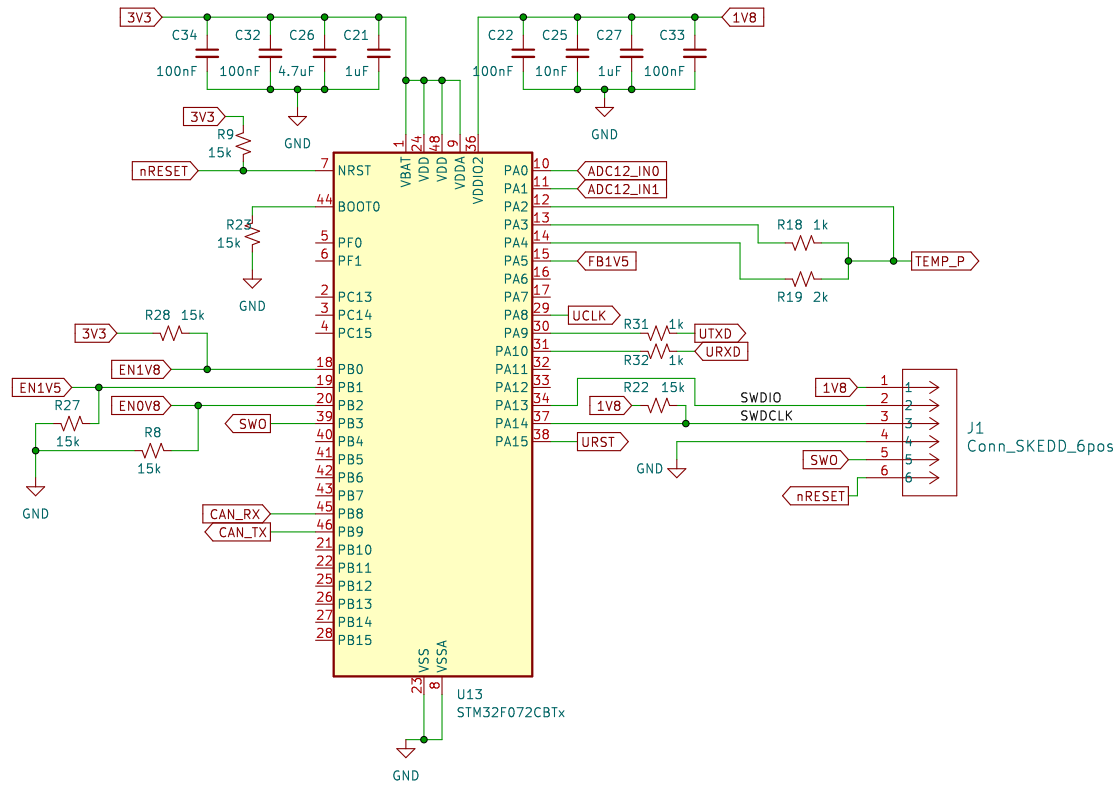 3V3
1V8
C34
C32
C26
C21
C22
C25
C27
C33
100nF
100nF
4.7uF
1uF
100nF
10nF
1uF
100nF
GND
GND
3V3
R9
15k
nRESET
1
24
48
9
36
VBAT
VDD
VDD
VDDA
VDDIO2
7 NRST
44 BOOT0
R23
15k
GND
5 PF0
6 PF1
2 PC13
3 PC14
4 PC15
R28 15k
3V3
EN1V8
18 PB0
EN1V5
19 PB1
EN0V8
20 PB2
R27
15k
R8
15k
GND
SWO
39 PB3
40 PB4
41 PB5
42 PB6
43 PB7
CAN_RX
45 PB8
CAN_TX
46 PB9
21 PB10
22 PB11
25 PB12
26 PB13
27 PB14
28 PB15
PA0 10 ADC12_IN0
PA1 11 ADC12_IN1
PA2 12
PA3 13
PA4 14
PA5 15 FB1V5
PA6 16
PA7 17
PA8 29 UCLK
PA9 30
PA10 31
PA11 32
PA12 33
PA13 34
PA14 37
PA15 38 URST
R18 1k
TEMP_P
R19 2k
R31 1k
UTXD
URXD
R32 1k
R22 15k
1V8
SWDIO
SWDCLK
GND
1V8
SWO
nRESET
1 1
2 2
3 3
4 4
5 5
6 6
J1
Conn_SKEDD_6pos
VSS
VSSA
23
8
U13
STM32F072CBTx
GND